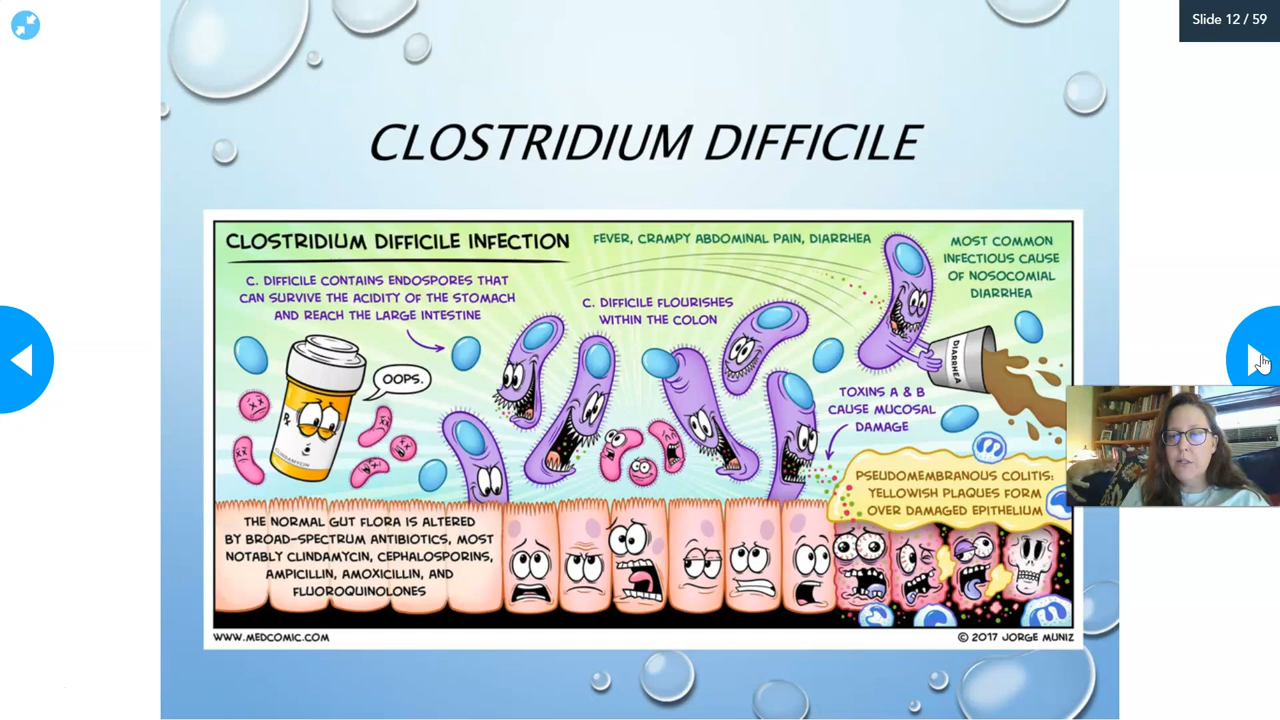 Slide 12 / 59
CLOSTRIDIUM DIFFICILE
CLOSTRIDIUM DIFFICILE INFECTION
FEVER, CRAMPY ABDOMINAL PAIN, DIARRHEA
MOST COMMON
INFECTIOUS CAUSE
OF NOSOCOMIAL
DIARRHEA
C. DIFFICILE CONTAINS ENDOSPORES THAT
CAN SURVIVE THE ACIDITY OF THE STOMACH
AND REACH THE LARGE INTESTINE
C. DIFFICILE FLOURISHES
WITHIN THE COLON
DIARRHEA
OOPS.
Rx
CLINDAMYCIN
TOXINS A & B
CAUSE MUCOSAL
DAMAGE
PSEUDOMEMBRANOUS COLITIS:
YELLOWISH PLAQUES FORM
OVER DAMAGED EPITHELIUM
THE NORMAL GUT FLORA IS ALTERED
BY BROAD-SPECTRUM ANTIBIOTICS, MOST
NOTABLY CLINDAMYCIN, CEPHALOSPORINS,
AMPICILLIN, AMOXICILLIN, AND
FLUOROQUINOLONES
WWW.MEDCOMIC.COM
© 2017 JORGE MUNIZ